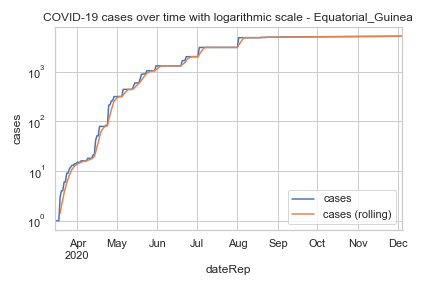 COVID-19 cases over time with logarithmic scale - Equatorial_Guinea
cases
10³
10²
10¹
10⁰
cases
cases (rolling)
Apr May Jun Jul Aug Sep Oct Nov Dec
2020
dateRep